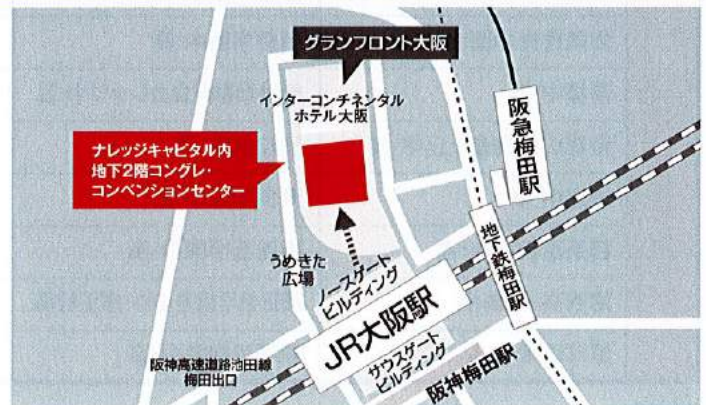 グランフロント大阪
インターコンチネンタル
ホテル大阪
ナレッジキャピタル内
地下2階コングレ・
コンベンションセンター
阪急梅田駅
地下鉄梅田駅
うめきた
広場
ノースゲート
ビルディング
JR大阪駅
サウスゲート
ビルディング
阪神梅田駅
阪神高速道路池田線
梅田出口